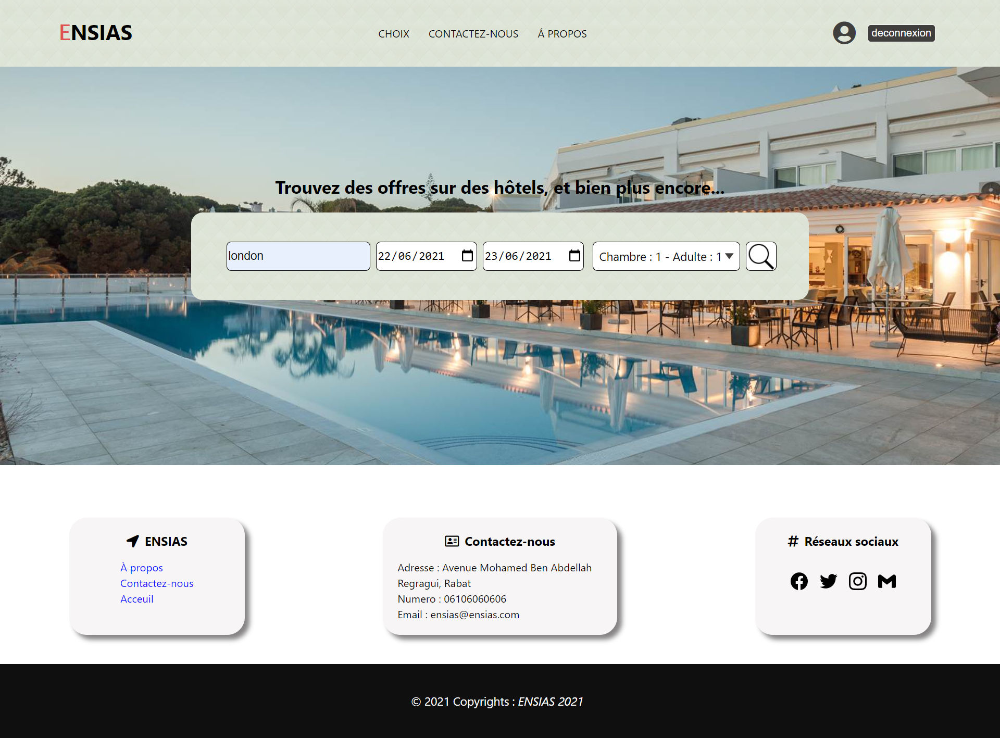 ENSIAS
CHOIX CONTACTEZ-NOUS Á PROPOS
deconnexion
Trouvez des offres sur des hôtels, et bien plus encore...
london 22/06/2021 23/06/2021 Chambre : 1 - Adulte : 1
ENSIAS
À propos
Contactez-nous
Acceuil
Contactez-nous
Adresse : Avenue Mohamed Ben Abdellah
Regragui, Rabat
Numero : 06106060606
Email : ensias@ensias.com
# Réseaux sociaux
© 2021 Copyrights : ENSIAS 2021